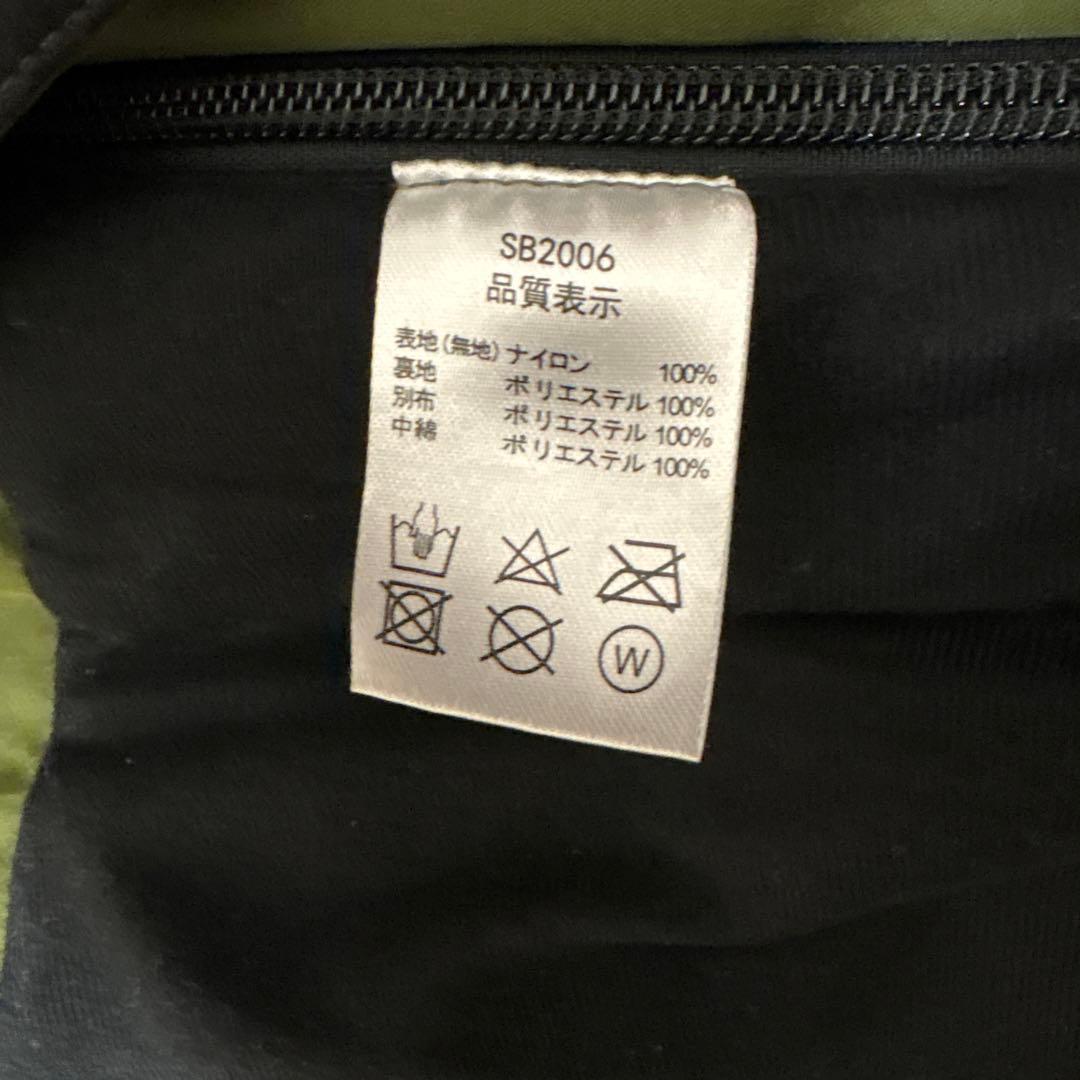 SB2006
品質表示
表地(無地) ナイロン 100%
裏地 ポリエステル 100%
別布 ポリエステル 100%
中綿 ポリエステル 100%
W